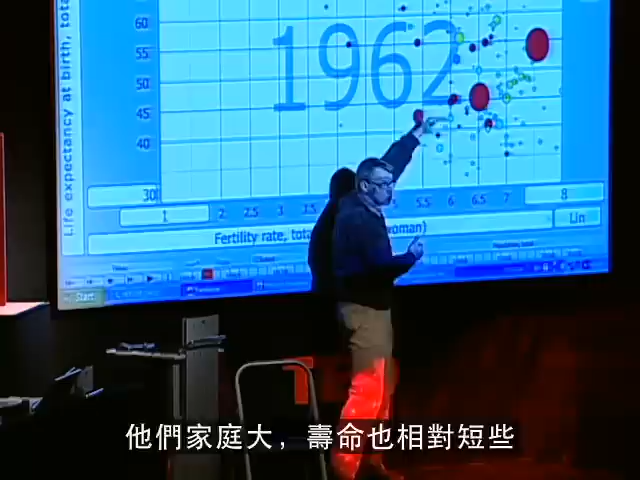 1962
Life expectancy at birth, tota
60
55
50
45
40
30
1
2
2.5
3
3.5
5.5
6
6.5
7
8
Fertility rate, tota
woman)
Lin
Start
TED
他們家庭大，壽命也相對短些